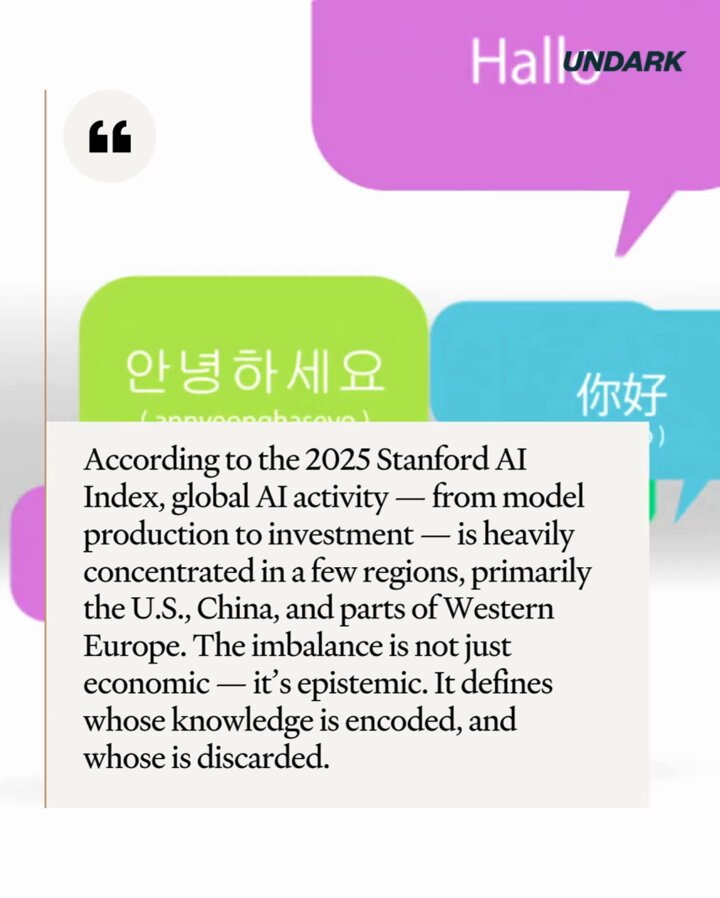 Hallo
UNDARK
안녕하세요
(annyeonghaseyo)
你好
According to the 2025 Stanford AI
Index, global AI activity — from model
production to investment — is heavily
concentrated in a few regions, primarily
the U.S., China, and parts of Western
Europe. The imbalance is not just
economic — it’s epistemic. It defines
whose knowledge is encoded, and
whose is discarded.